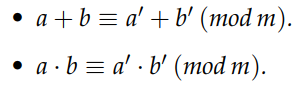 • a + b ≡ a′ + b′ (mod m).
• a · b ≡ a′ · b′ (mod m).